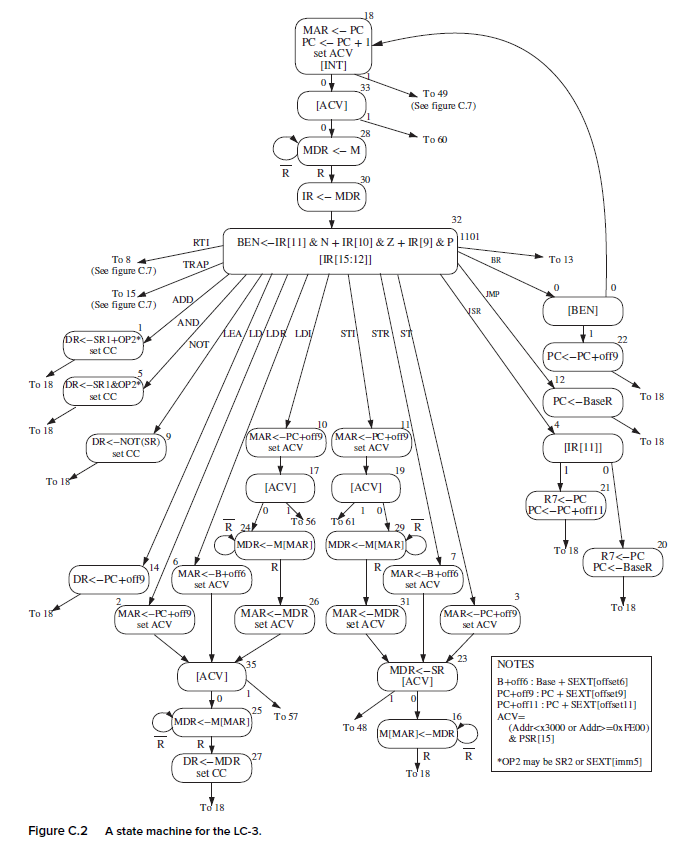 18
MAR <– PC
PC <– PC + 1
set ACV
[INT]
0
1
33
To 49
(See figure C.7)
[ACV]
0
1
28
To 60
MDR <– M
R̅
R
30
IR <– MDR
32
BEN<–IR[11] & N + IR[10] & Z + IR[9] & P
[IR[15:12]]
1101
To 13
RTI
To 8
(See figure C.7)
TRAP
To 15
(See figure C.7)
ADD
AND
NOT
LEA
LD
LDR
LDI
STI
STR
ST
JSR
JMP
BR
1
DR<–SR1+OP2*
set CC
To 18
5
DR<–SR1&OP2*
set CC
To 18
9
DR<–NOT(SR)
set CC
To 18
0
0
[BEN]
1
22
PC<–PC+off9
To 18
12
PC<–BaseR
To 18
4
[IR[11]]
1
0
21
R7<–PC
PC<–PC+off11
To 18
20
R7<–PC
PC<–BaseR
To 18
10
MAR<–PC+off9
set ACV
11
MAR<–PC+off9
set ACV
17
[ACV]
0
1
To 56
19
[ACV]
1
0
To 61
R̅
24
MDR<–M[MAR]
R
29
R̅
MDR<–M[MAR]
R
14
DR<–PC+off9
To 18
6
MAR<–B+off6
set ACV
7
MAR<–B+off6
set ACV
2
MAR<–PC+off9
set ACV
26
MAR<–MDR
set ACV
31
MAR<–MDR
set ACV
3
MAR<–PC+off9
set ACV
35
[ACV]
0
1
To 57
25
MDR<–M[MAR]
R̅
R
27
DR<–MDR
set CC
To 18
23
MDR<–SR
[ACV]
1
0
To 48
16
M[MAR]<–MDR
R
R̅
To 18
NOTES
B+off6 : Base + SEXT[offset6]
PC+off9 : PC + SEXT[offset9]
PC+off11 : PC + SEXT[offset11]
ACV=
(Addr<x3000 or Addr>=0xFE00)
& PSR[15]
*OP2 may be SR2 or SEXT[imm5]
Figure C.2 A state machine for the LC-3.